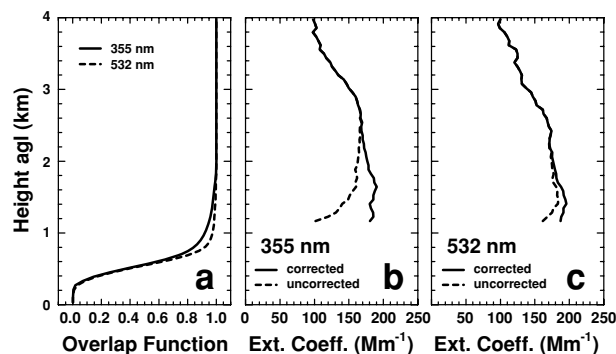 4
3
2
1
0
Height agl (km)
355 nm
532 nm
a
0.0 0.2 0.4 0.6 0.8 1.0
Overlap Function
355 nm
corrected
uncorrected
b
0 50 100 150 200 250
Ext. Coeff. (Mm⁻¹)
532 nm
corrected
uncorrected
c
0 50 100 150 200 250
Ext. Coeff. (Mm⁻¹)